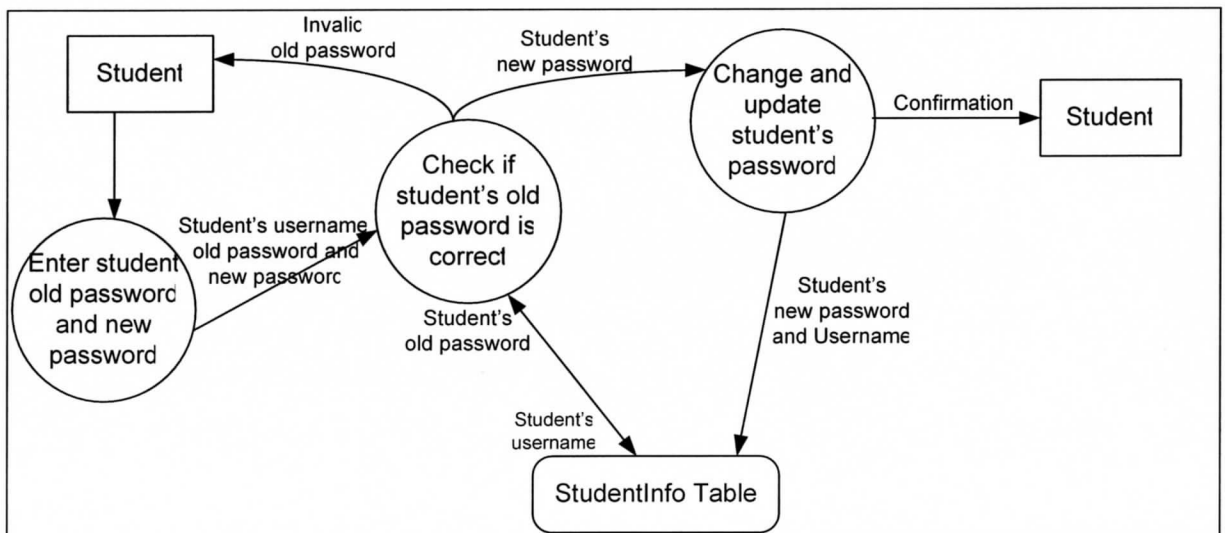 Invalic
old password
Student's
new password
Student
Change and
update
student's
password
Confirmation
Student
Check if
student's old
password is
correct
Student's username
old password and
new password
Enter student
old password
and new
password
Student's
old password
Student's
new password
and Username
Student's
username
StudentInfo Table